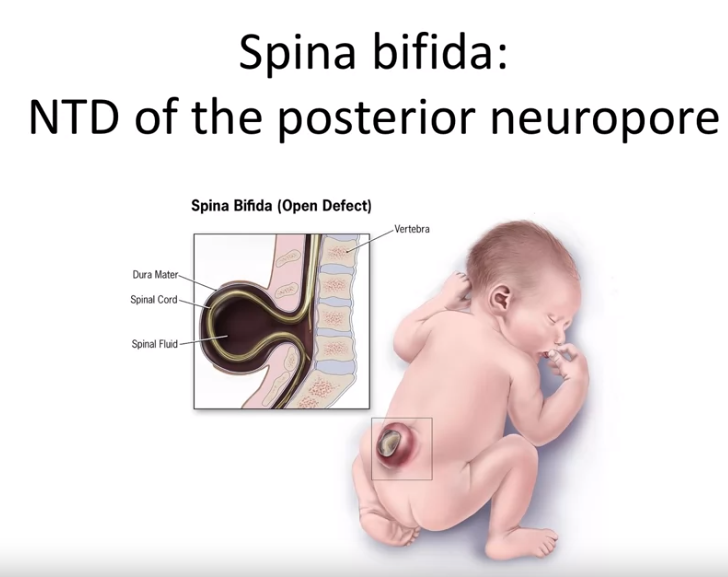 Spina bifida:
NTD of the posterior neuropore
Spina Bifida (Open Defect)
Vertebra
Dura Mater
Spinal Cord
Spinal Fluid